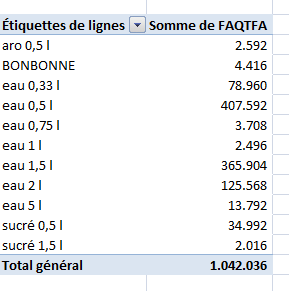 Étiquettes de lignes Somme de FAQTFA
aro 0,5 l 2.592
BONBONNE 4.416
eau 0,33 l 78.960
eau 0,5 l 407.592
eau 0,75 l 3.708
eau 1 l 2.496
eau 1,5 l 365.904
eau 2 l 125.568
eau 5 l 13.792
sucré 0,5 l 34.992
sucré 1,5 l 2.016
Total général 1.042.036